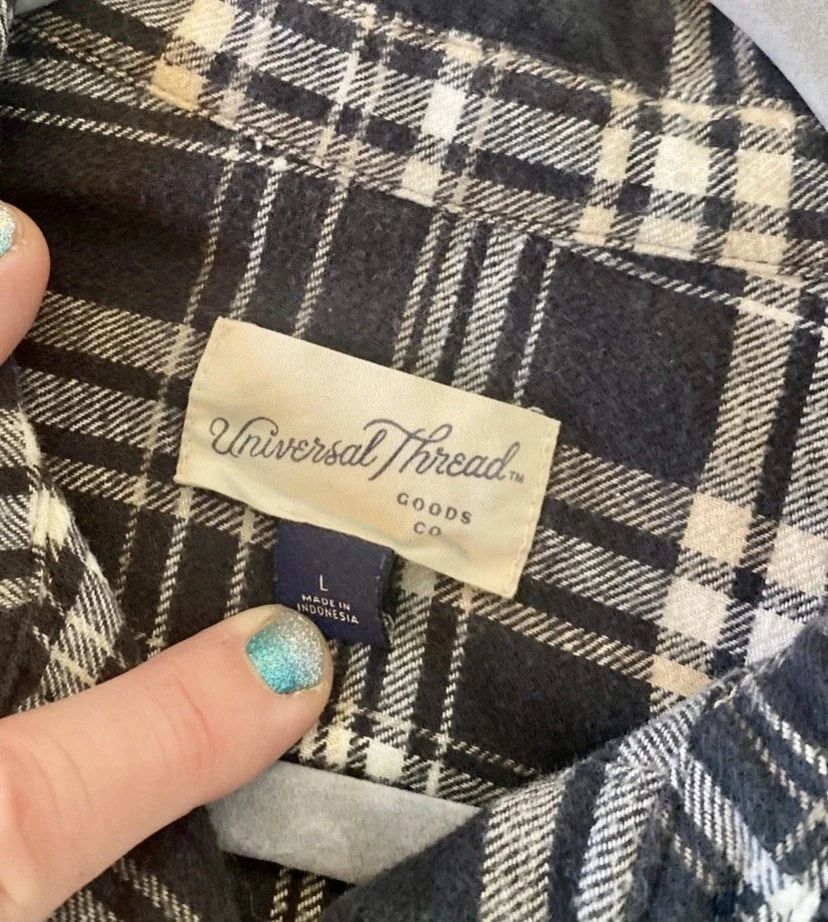 Universal Thread™
GOODS
CO
L
MADE IN
INDONESIA